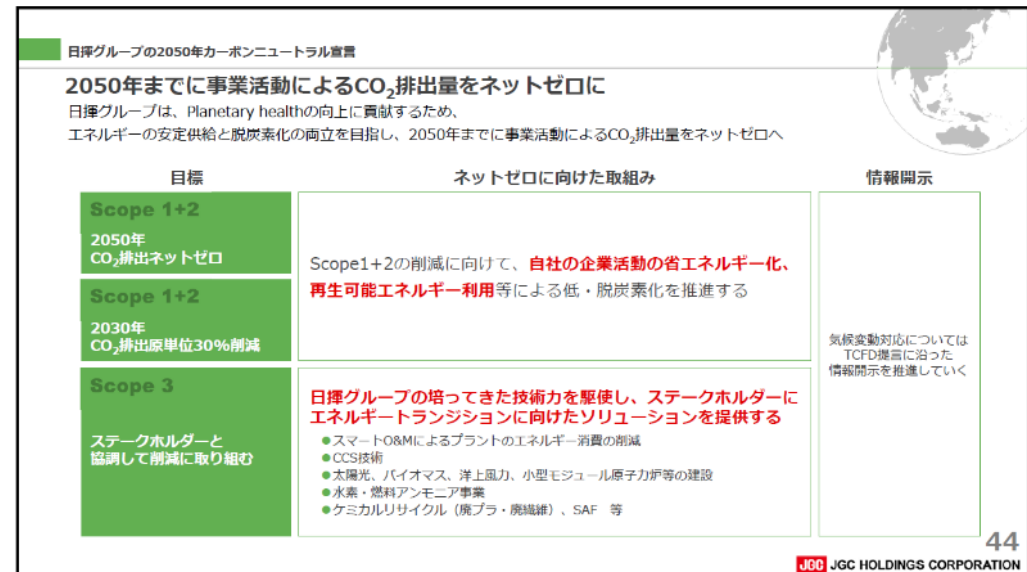 日揮グループの2050年カーボンニュートラル宣言
2050年までに事業活動によるCO₂排出量をネットゼロに
日揮グループは、Planetary healthの向上に貢献するため、
エネルギーの安定供給と脱炭素化の両立を目指し、2050年までに事業活動によるCO₂排出量をネットゼロへ
目標
ネットゼロに向けた取組み
情報開示
Scope 1+2
2050年
CO₂排出ネットゼロ
Scope 1+2
2030年
CO₂排出原単位30%削減
Scope1+2の削減に向けて、自社の企業活動の省エネルギー化、
再生可能エネルギー利用等による低・脱炭素化を推進する
Scope 3
ステークホルダーと
協調して削減に取り組む
日揮グループの培ってきた技術力を駆使し、ステークホルダーに
エネルギートランジションに向けたソリューションを提供する
●スマートO&Mによるプラントのエネルギー消費の削減
●CCS技術
●太陽光、バイオマス、洋上風力、小型モジュール原子力炉等の建設
●水素・燃料アンモニア事業
●ケミカルリサイクル（廃プラ・廃繊維）、SAF 等
気候変動対応については
TCFD提言に沿った
情報開示を推進していく
44
JGC JGC HOLDINGS CORPORATION